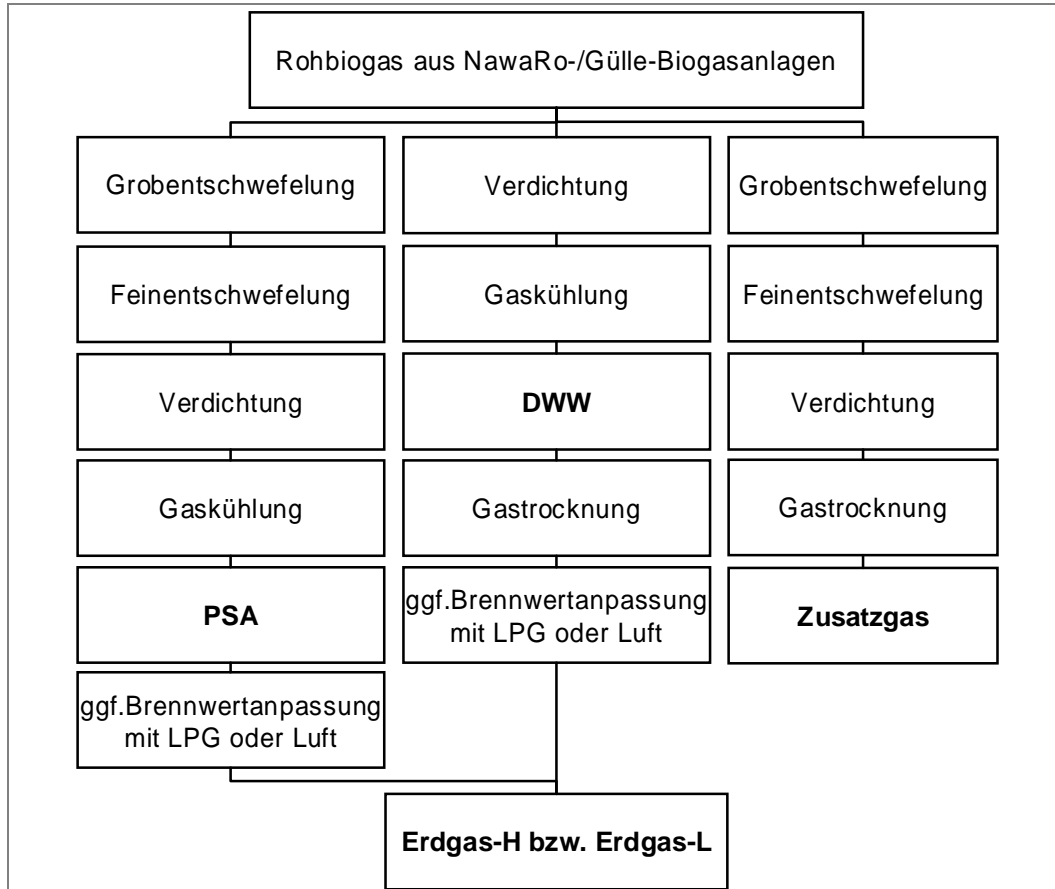 Rohbiogas aus NawaRo-/Gülle-Biogasanlagen
Grobentschwefelung
Verdichtung
Grobentschwefelung
Feinentschwefelung
Gaskühlung
Feinentschwefelung
Verdichtung
DWW
Verdichtung
Gaskühlung
Gastrocknung
Gastrocknung
PSA
ggf.Brennwertanpassung
mit LPG oder Luft
Zusatzgas
ggf.Brennwertanpassung
mit LPG oder Luft
Erdgas-H bzw. Erdgas-L